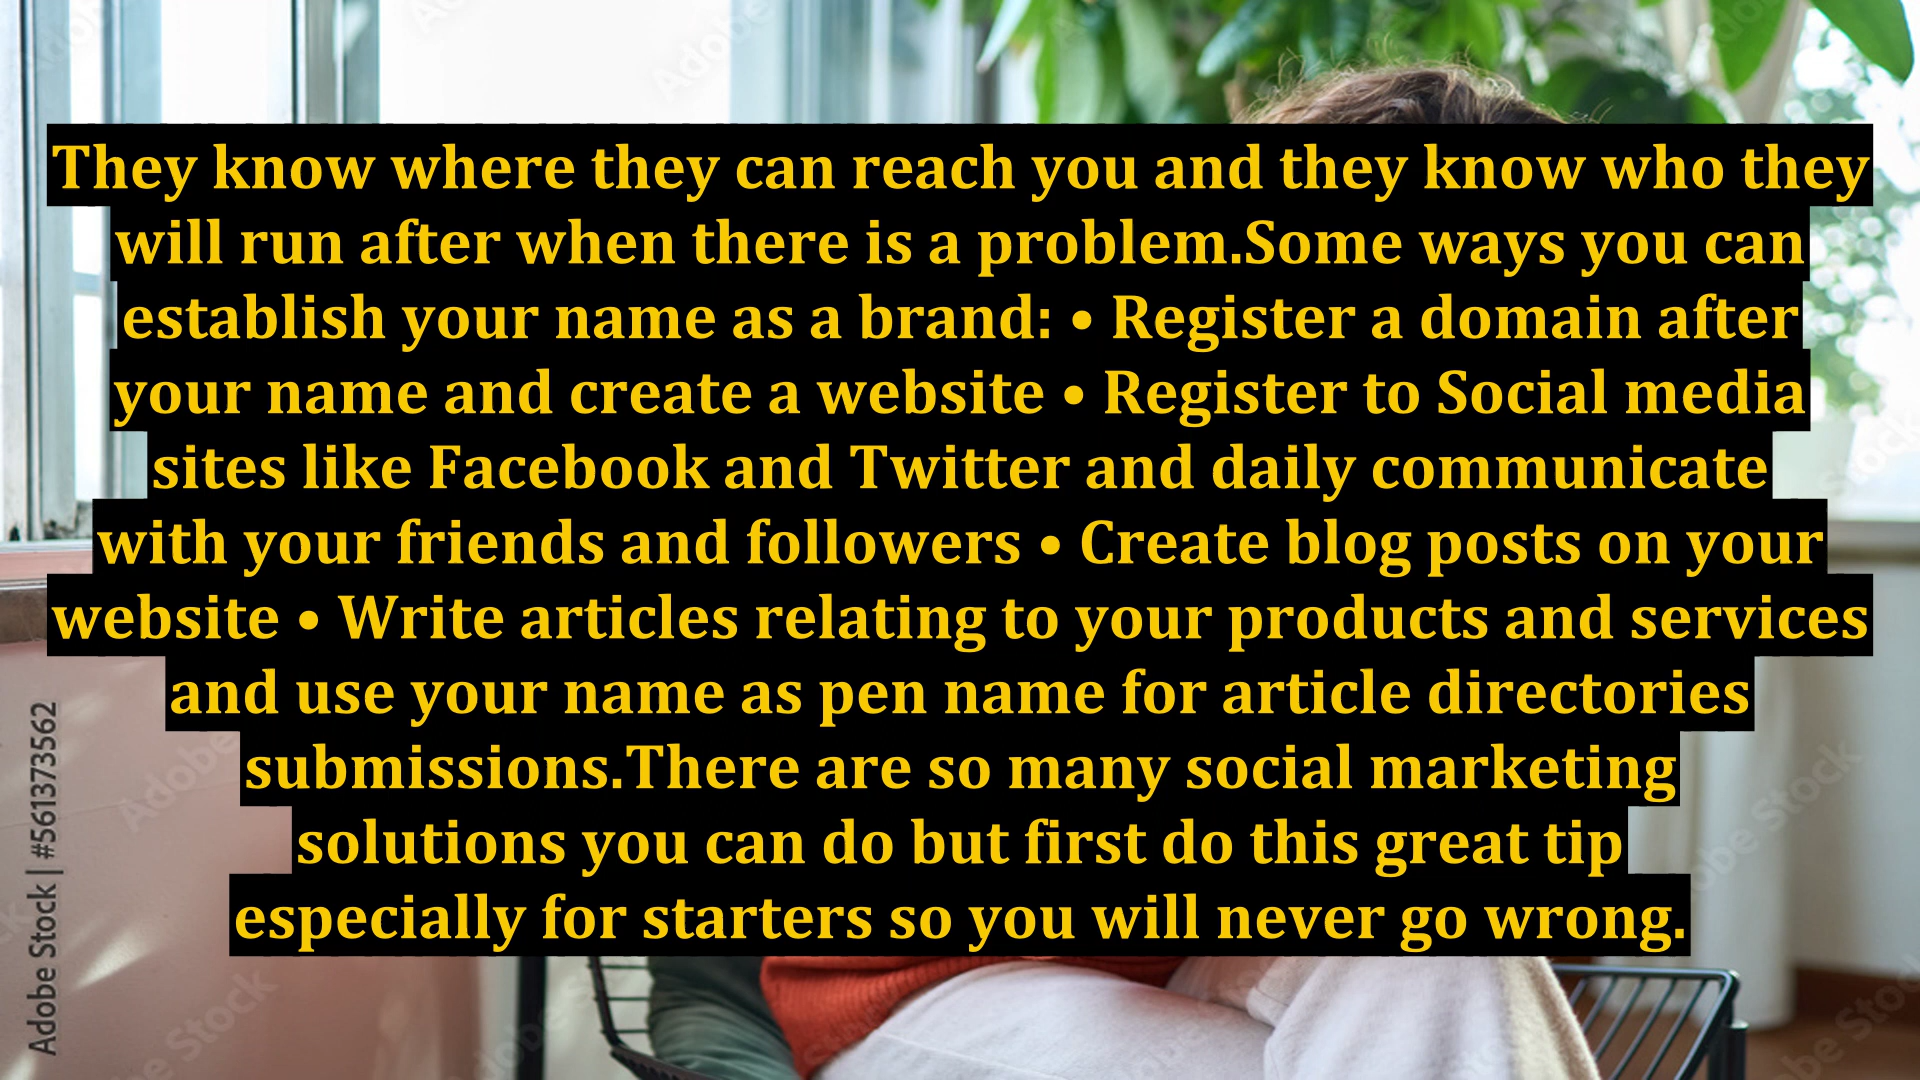 They know where they can reach you and they know who they
will run after when there is a problem.Some ways you can
establish your name as a brand: • Register a domain after
your name and create a website • Register to Social media
sites like Facebook and Twitter and daily communicate
with your friends and followers • Create blog posts on your
website • Write articles relating to your products and services
and use your name as pen name for article directories
submissions.There are so many social marketing
solutions you can do but first do this great tip
especially for starters so you will never go wrong.
Adobe Stock | #561373562